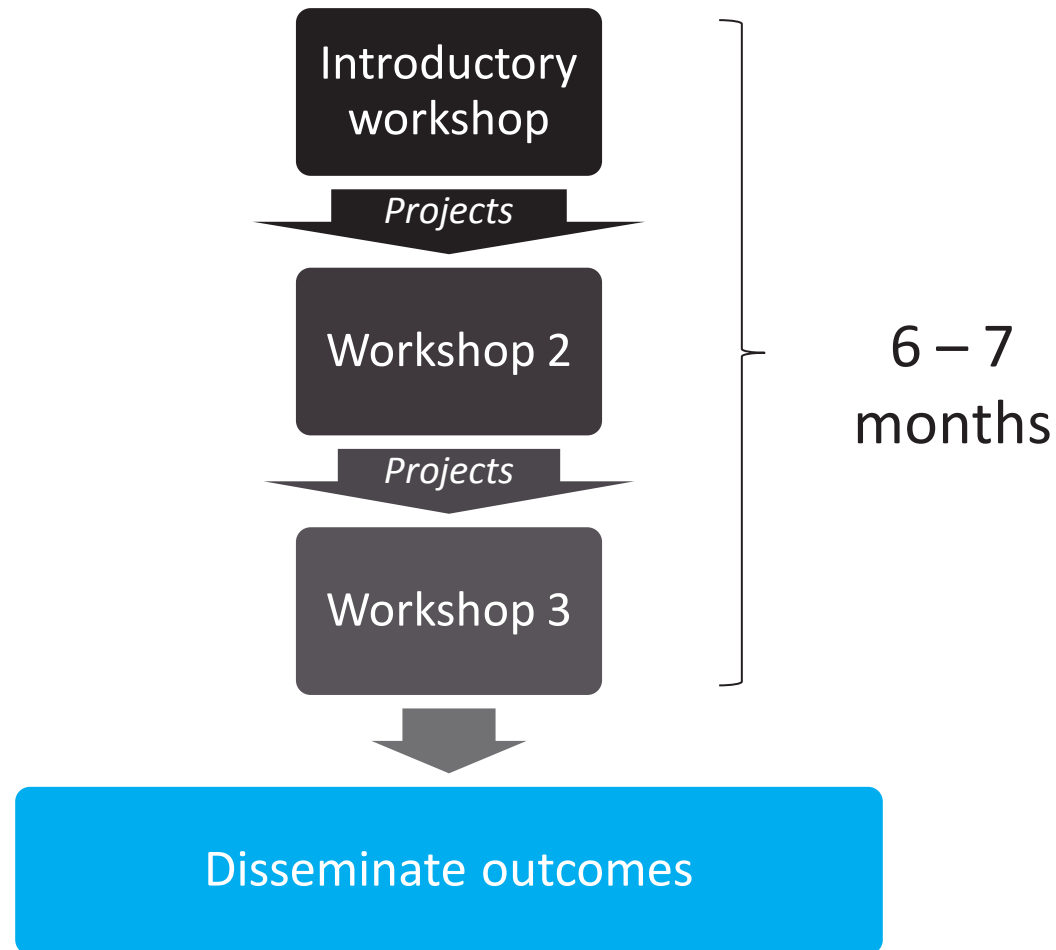 Introductory
workshop
Projects
Workshop 2
6 – 7
months
Projects
Workshop 3
Disseminate outcomes